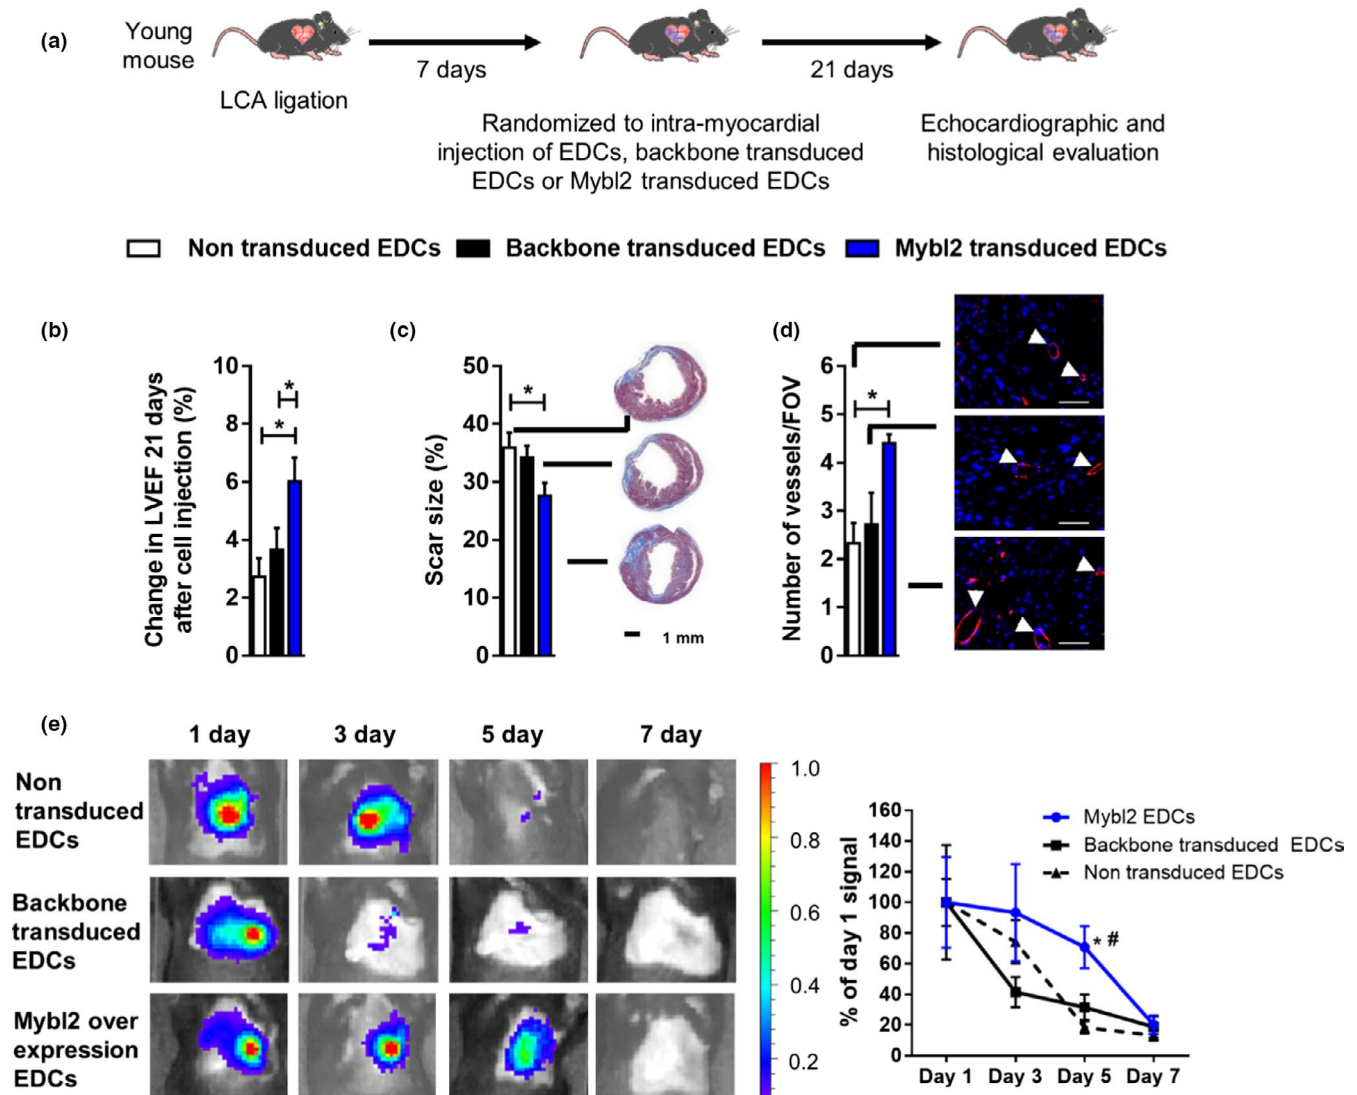 (a)
Young
mouse
LCA ligation
7 days
21 days
Randomized to intra-myocardial
injection of EDCs, backbone transduced
EDCs or Mybl2 transduced EDCs
Echocardiographic and
histological evaluation
Non transduced EDCs
Backbone transduced EDCs
Mybl2 transduced EDCs
(b)
Change in LVEF 21 days
after cell injection (%)
10
8
6
4
2
0
*
*
(c)
Scar size (%)
50
40
30
20
10
0
*
1 mm
(d)
Number of vessels/FOV
6
5
4
3
2
1
0
*
(e)
1 day
3 day
5 day
7 day
Non
transduced
EDCs
Backbone
transduced
EDCs
Mybl2 over
expression
EDCs
1.0
0.8
0.6
0.4
0.2
% of day 1 signal
160
140
120
100
80
60
40
20
0
Mybl2 EDCs
Backbone transduced EDCs
Non transduced EDCs
* #
Day 1
Day 3
Day 5
Day 7